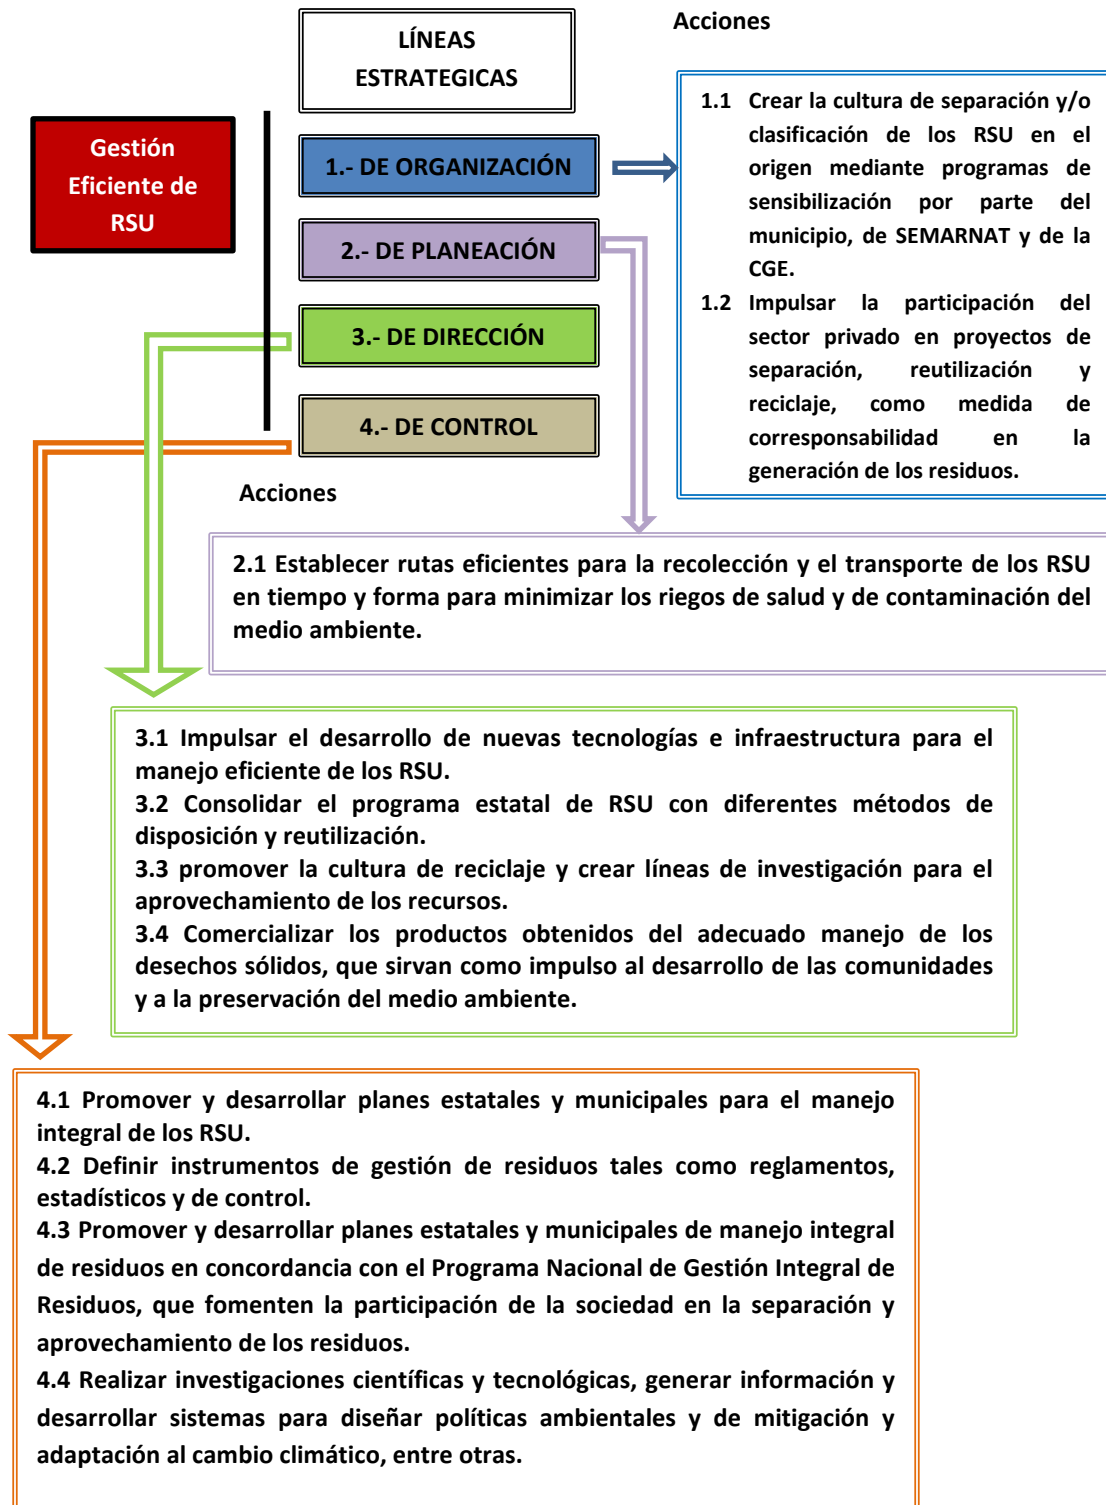 Acciones
LÍNEAS
ESTRATEGICAS
Gestión
Eficiente de
RSU
1.- DE ORGANIZACIÓN
2.- DE PLANEACIÓN
3.- DE DIRECCIÓN
4.- DE CONTROL
1.1 Crear la cultura de separación y/o
clasificación de los RSU en el
origen mediante programas de
sensibilización por parte del
municipio, de SEMARNAT y de la
CGE.
1.2 Impulsar la participación del
sector privado en proyectos de
separación, reutilización y
reciclaje, como medida de
corresponsabilidad en la
generación de los residuos.
Acciones
2.1 Establecer rutas eficientes para la recolección y el transporte de los RSU
en tiempo y forma para minimizar los riegos de salud y de contaminación del
medio ambiente.
3.1 Impulsar el desarrollo de nuevas tecnologías e infraestructura para el
manejo eficiente de los RSU.
3.2 Consolidar el programa estatal de RSU con diferentes métodos de
disposición y reutilización.
3.3 promover la cultura de reciclaje y crear líneas de investigación para el
aprovechamiento de los recursos.
3.4 Comercializar los productos obtenidos del adecuado manejo de los
desechos sólidos, que sirvan como impulso al desarrollo de las comunidades
y a la preservación del medio ambiente.
4.1 Promover y desarrollar planes estatales y municipales para el manejo
integral de los RSU.
4.2 Definir instrumentos de gestión de residuos tales como reglamentos,
estadísticos y de control.
4.3 Promover y desarrollar planes estatales y municipales de manejo integral
de residuos en concordancia con el Programa Nacional de Gestión Integral de
Residuos, que fomenten la participación de la sociedad en la separación y
aprovechamiento de los residuos.
4.4 Realizar investigaciones científicas y tecnológicas, generar información y
desarrollar sistemas para diseñar políticas ambientales y de mitigación y
adaptación al cambio climático, entre otras.